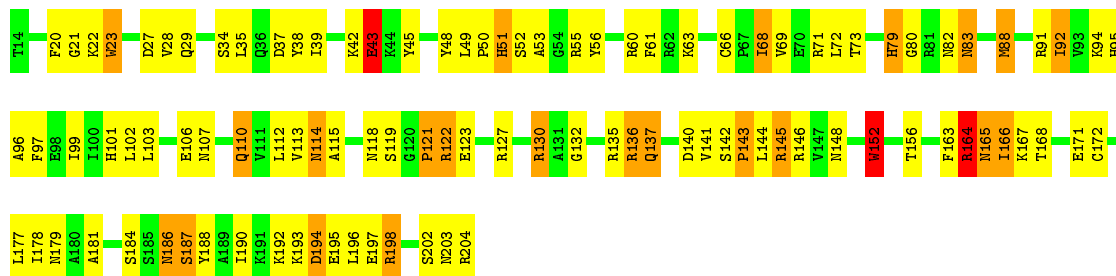 T14 F20 G21 K22 W23 D27 V28 Q29 S34 L35 Q36 D37 Y38 I39 K42 E43 K44 Y45 Y48 L49 P50 H51 S52 A53 G54 R55 Y56 R60 F61 R62 K63 C66 P67 I68 V69 E70 R71 L72 T73 H79 G80 R81 N82 N83 M88 R91 I92 V93 K94 H95
A96 F97 E98 I99 I100 H101 L102 L103 E106 N107 Q110 V111 L112 V113 N114 A115 N118 S119 G120 P121 R122 E123 R127 R130 A131 G132 R135 R136 Q137 D140 V141 S142 P143 L144 R145 R146 V147 N148 W152 T156 F163 R164 N165 I166 K167 T168 E171 C172
L177 I178 N179 A180 A181 S184 S185 N186 S187 Y188 A189 I190 K191 K192 K193 D194 E195 L196 E197 R198 S202 N203 R204